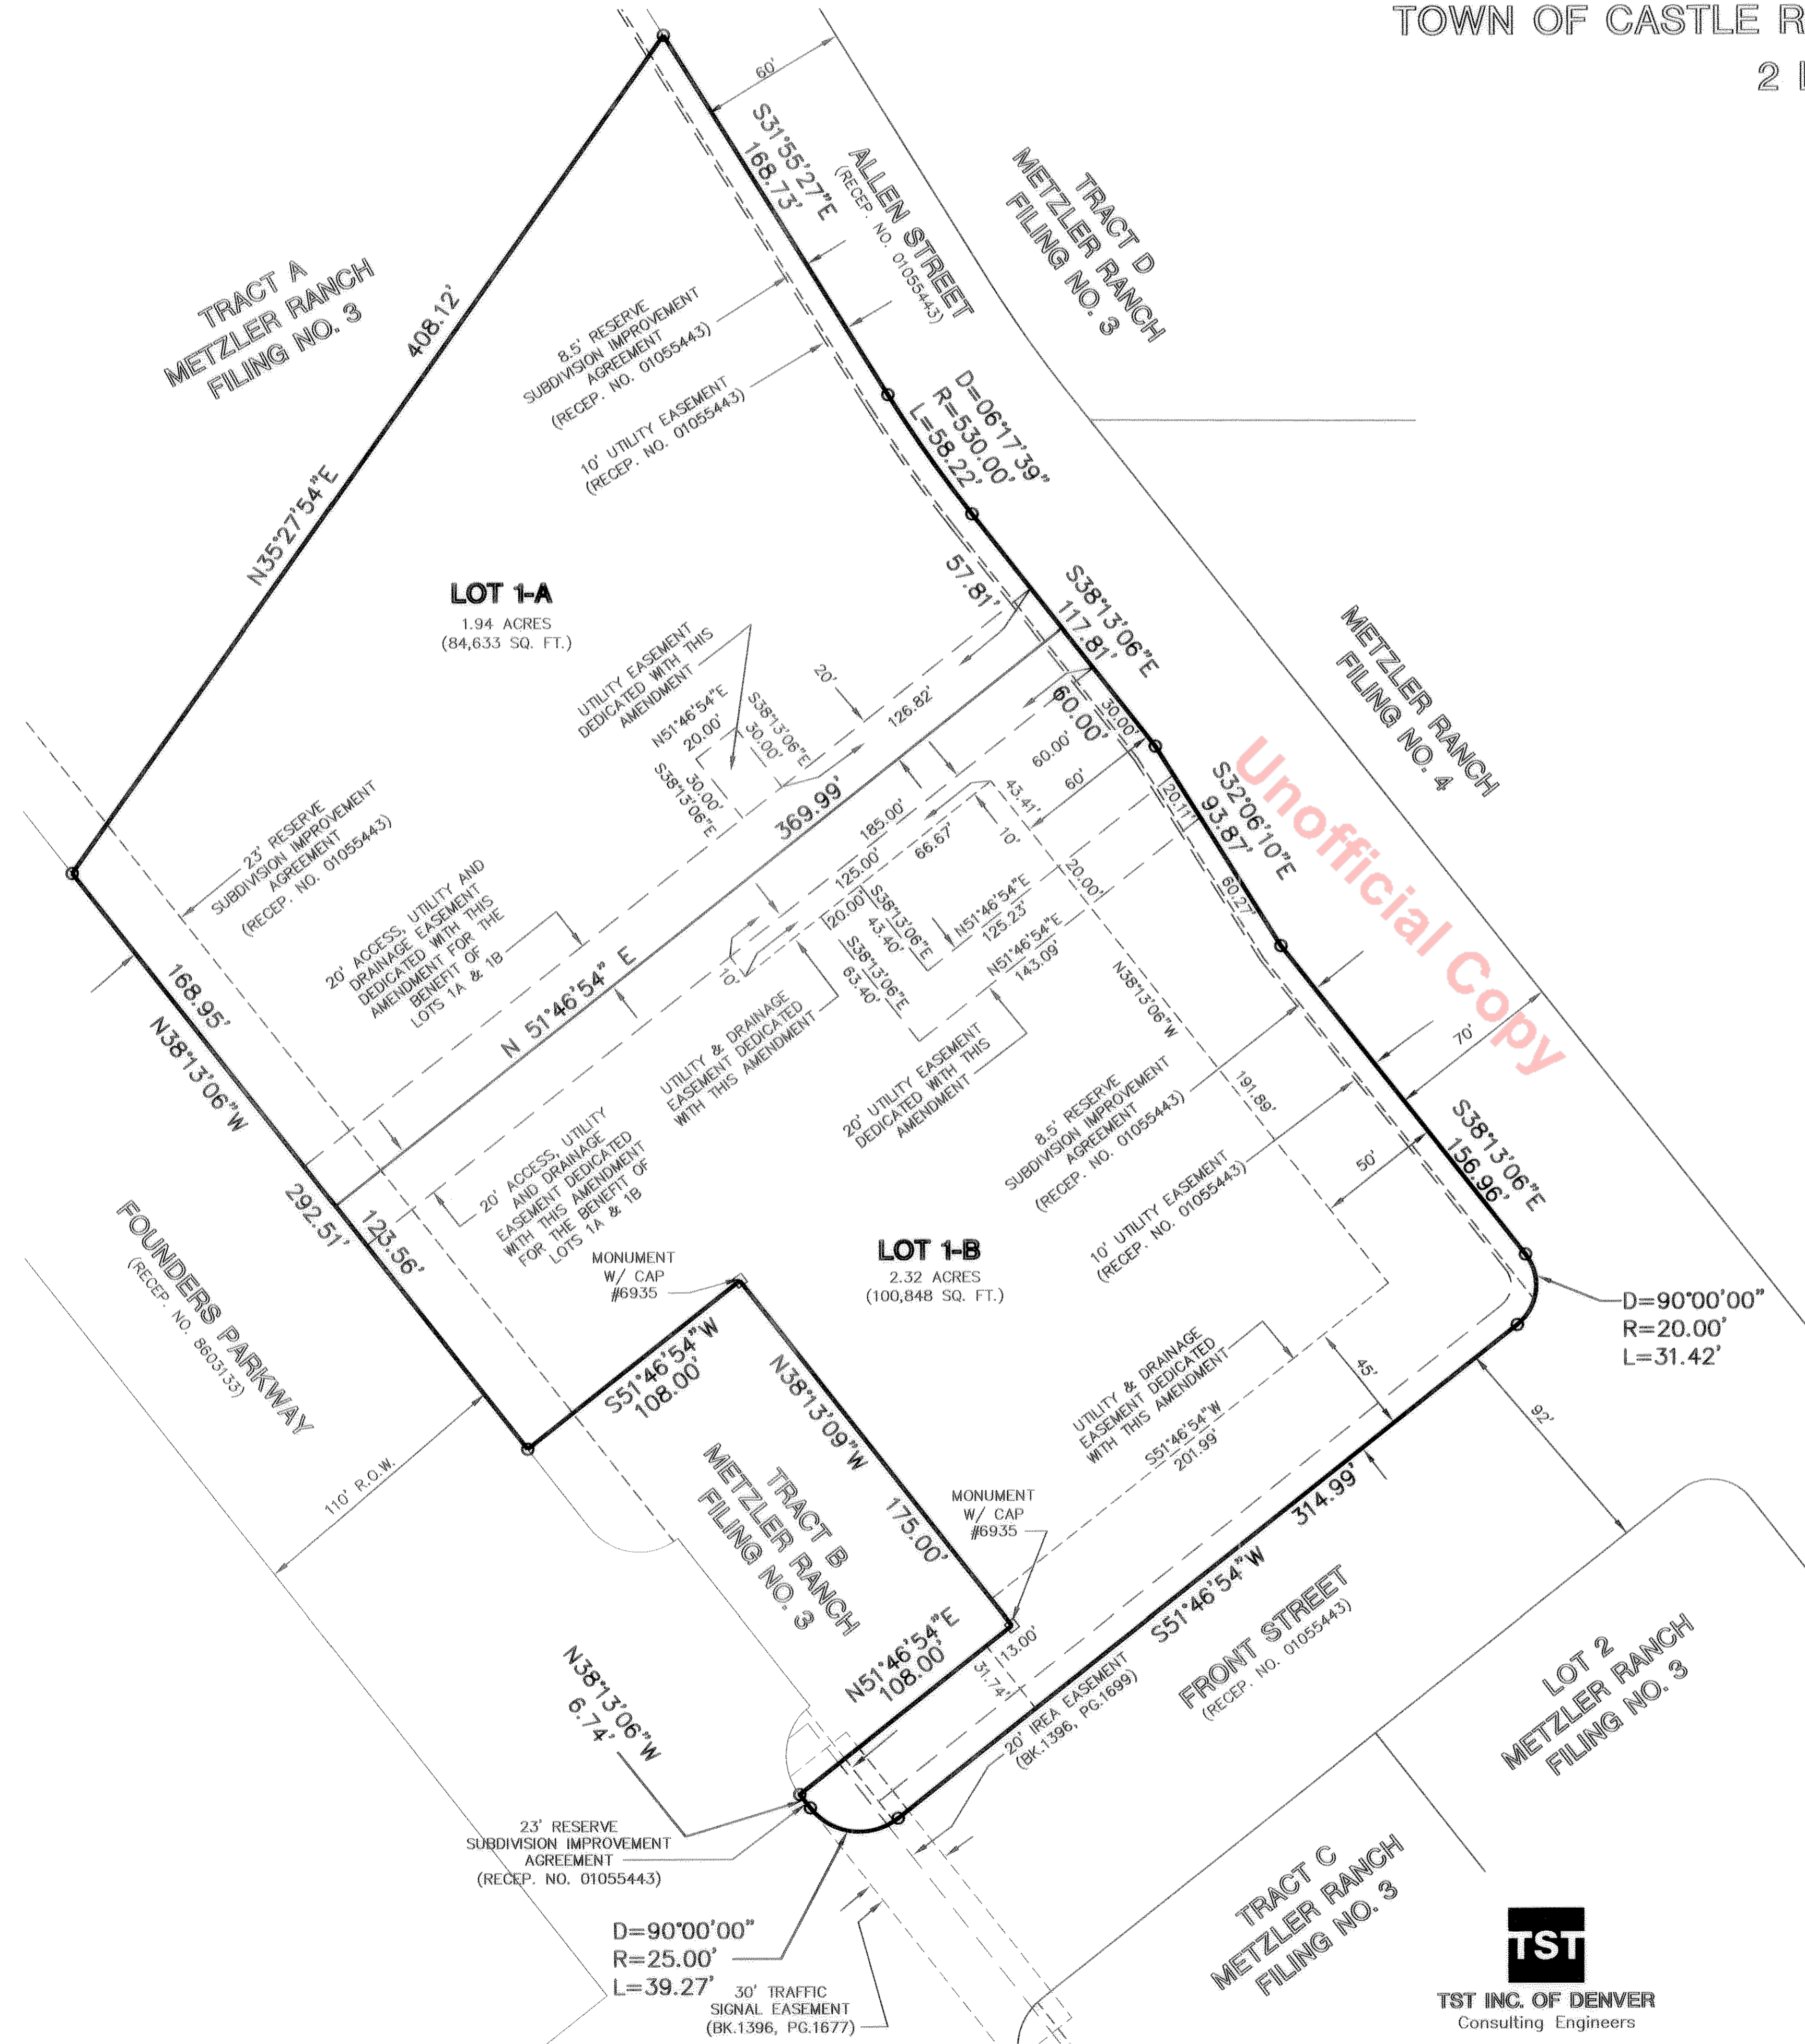 TOWN OF CASTLE R
2
60'
S31°55'27"E
168.73'
ALLEN STREET
(RECEP. NO. 01055443)
TRACT D
METZLER RANCH
FILING NO. 3
TRACT A
METZLER RANCH
FILING NO. 3
408.12'
N35°27'54"E
8.5' RESERVE
SUBDIVISION IMPROVEMENT
AGREEMENT
(RECEP. NO. 01055443)
10' UTILITY EASEMENT
(RECEP. NO. 01055443)
D=06°17'39"
R=530.00'
L=58.22'
LOT 1-A
1.94 ACRES
(84,633 SQ. FT.)
57.81'
S38°13'06"E
117.81'
60.00'
30.00'
METZLER RANCH
FILING NO. 4
UTILITY EASEMENT
DEDICATED WITH THIS
AMENDMENT
N51°46'54"E
20.00'
S38°13'06"E
30.00'
30.00'
S38°13'06"E
20'
126.82'
369.99'
N 51°46'54" E
60.00'
60'
43.41'
185.00'
66.67'
10'
125.00'
20.00'
S38°13'06"E
43.40'
S38°13'06"E
63.40'
N51°46'54"E
125.23'
N51°46'54"E
143.09'
20.00'
20.11'
S32°06'10"E
93.87'
60.27'
Unofficial Copy
23' RESERVE
SUBDIVISION IMPROVEMENT
AGREEMENT
(RECEP. NO. 01055443)
20' ACCESS, UTILITY AND
DRAINAGE EASEMENT
DEDICATED WITH THIS
AMENDMENT FOR THE
BENEFIT OF
LOTS 1A & 1B
168.95'
N38°13'06"W
10'
UTILITY & DRAINAGE
EASEMENT DEDICATED
WITH THIS AMENDMENT
20' UTILITY EASEMENT
DEDICATED WITH THIS
AMENDMENT
N38°13'06"W
191.89'
70'
8.5' RESERVE
SUBDIVISION IMPROVEMENT
AGREEMENT
(RECEP. NO. 01055443)
S38°13'06"E
156.96'
50'
10' UTILITY EASEMENT
(RECEP. NO. 01055443)
20' ACCESS, UTILITY
AND DRAINAGE
EASEMENT DEDICATED
WITH THIS AMENDMENT
FOR THE BENEFIT OF
LOTS 1A & 1B
292.51'
123.56'
FOUNDERS PARKWAY
(RECEP. NO. 8603133)
MONUMENT
W/ CAP
#6935
LOT 1-B
2.32 ACRES
(100,848 SQ. FT.)
D=90°00'00"
R=20.00'
L=31.42'
S51°46'54"W
108.00'
N38°13'09"W
175.00'
UTILITY & DRAINAGE
EASEMENT DEDICATED
WITH THIS AMENDMENT
S51°46'54"W
201.99'
45'
92'
110' R.O.W.
TRACT B
METZLER RANCH
FILING NO. 3
MONUMENT
W/ CAP
#6935
314.99'
S51°46'54"W
FRONT STREET
(RECEP. NO. 01055443)
N51°46'54"E
108.00'
13.00'
31.74'
20' IREA EASEMENT
(BK.1396, PG.1699)
LOT 2
METZLER RANCH
FILING NO. 3
N38°13'06"W
6.74'
23' RESERVE
SUBDIVISION IMPROVEMENT
AGREEMENT
(RECEP. NO. 01055443)
D=90°00'00"
R=25.00'
L=39.27'
30' TRAFFIC
SIGNAL EASEMENT
(BK.1396, PG.1677)
TRACT C
METZLER RANCH
FILING NO. 3
TST
TST INC. OF DENVER
Consulting Engineers